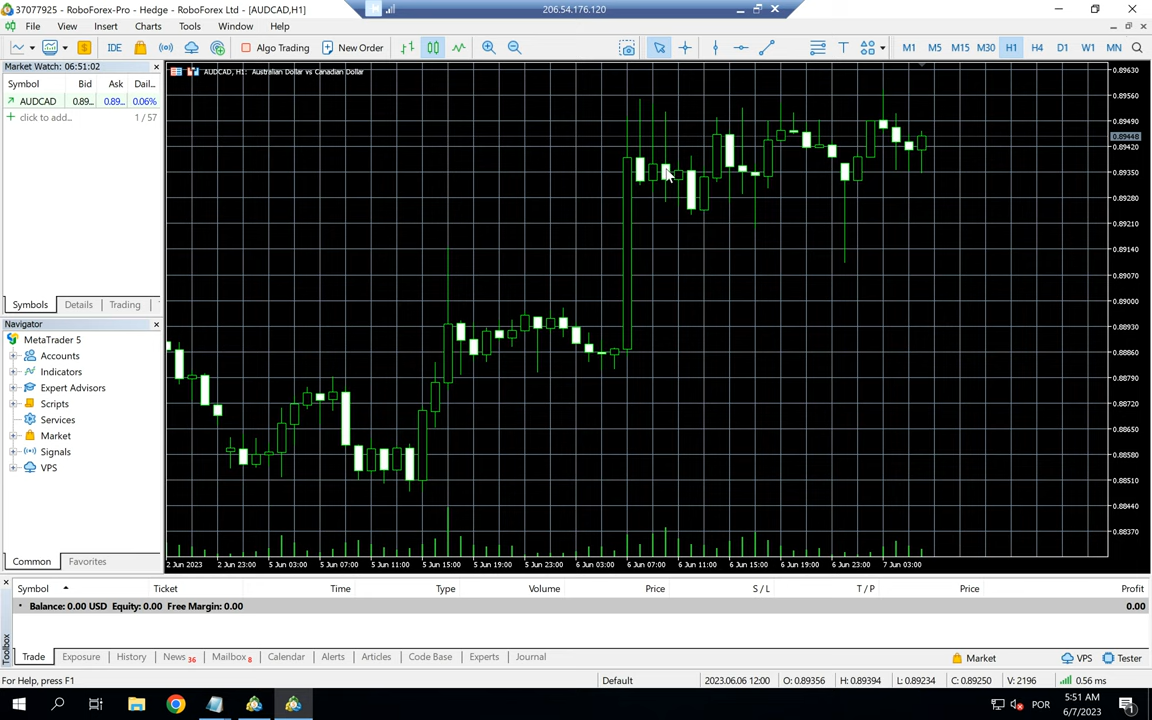 37077925 - RoboForex-Pro - Hedge - RoboForex Ltd - [AUDCAD,H1]
206.54.176.120
File View Insert Charts Tools Window Help
IDE Algo Trading New Order M1 M5 M15 M30 H1 H4 D1 W1 MN
Market Watch: 06:51:02
Symbol Bid Ask Dail...
AUDCAD 0.89... 0.89... 0.06%
+ click to add... 1 / 57
Symbols Details Trading
Navigator
MetaTrader 5
Accounts
Indicators
Expert Advisors
Scripts
Services
Market
Signals
VPS
Common Favorites
AUDCAD, H1: Australian Dollar vs Canadian Dollar
0.89630
0.89560
0.89490
0.89448
0.89420
0.89350
0.89280
0.89210
0.89140
0.89070
0.89000
0.88930
0.88860
0.88790
0.88720
0.88650
0.88580
0.88510
0.88440
0.88370
2 Jun 2023 2 Jun 23:00 5 Jun 03:00 5 Jun 07:00 5 Jun 11:00 5 Jun 15:00 5 Jun 19:00 5 Jun 23:00 6 Jun 03:00 6 Jun 07:00 6 Jun 11:00 6 Jun 15:00 6 Jun 19:00 6 Jun 23:00 7 Jun 03:00
Symbol Ticket Time Type Volume Price S / L T / P Price Profit
Balance: 0.00 USD Equity: 0.00 Free Margin: 0.00 0.00
Toolbox
Trade Exposure History News 36 Mailbox 8 Calendar Alerts Articles Code Base Experts Journal Market VPS Tester
For Help, press F1 Default 2023.06.06 12:00 O: 0.89356 H: 0.89394 L: 0.89234 C: 0.89250 V: 2196 0.56 ms
POR 5:51 AM
6/7/2023 1